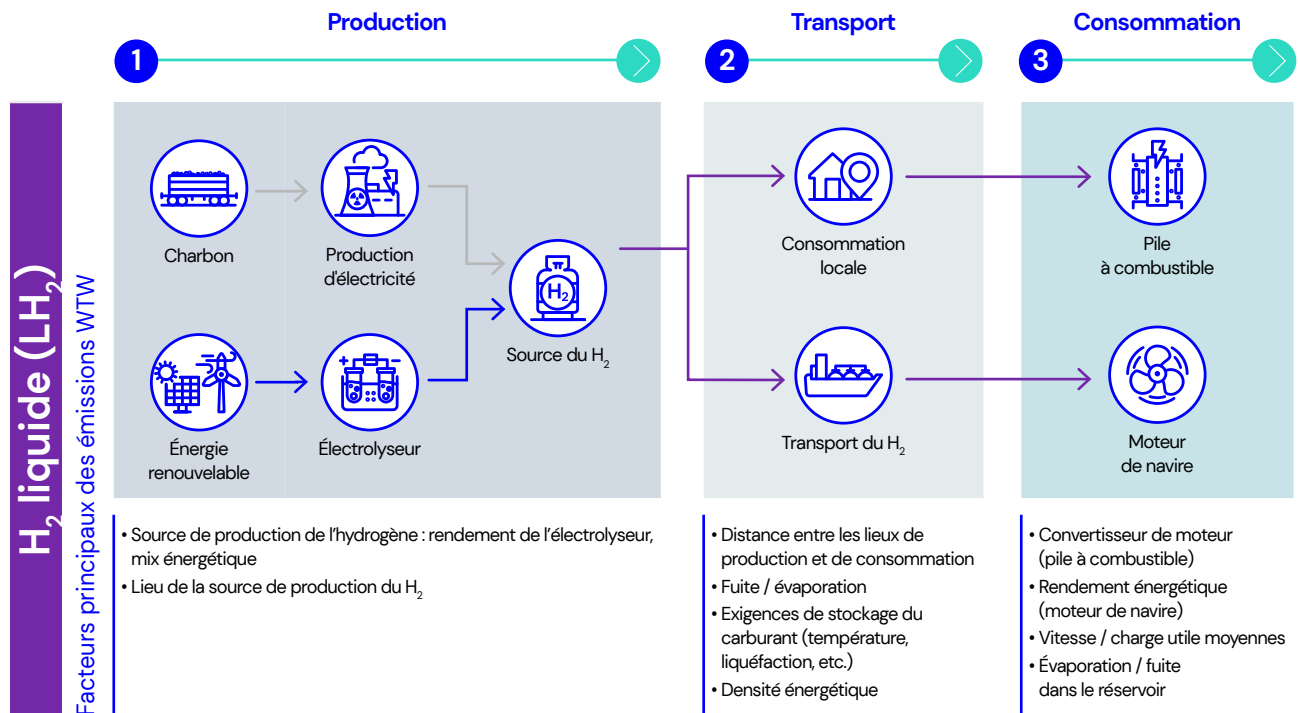 Production
Transport
Consommation
1
2
3
H₂ liquide (LH₂)
Facteurs principaux des émissions WTW
Charbon
Production
d'électricité
Énergie
renouvelable
Électrolyseur
H₂
Source du H₂
Consommation
locale
Transport du H₂
Pile
à combustible
Moteur
de navire
• Source de production de l'hydrogène : rendement de l'électrolyseur,
mix énergétique
• Lieu de la source de production du H₂
• Distance entre les lieux de
production et de consommation
• Fuite / évaporation
• Exigences de stockage du
carburant (température,
liquéfaction, etc.)
• Densité énergétique
• Convertisseur de moteur
(pile à combustible)
• Rendement énergétique
(moteur de navire)
• Vitesse / charge utile moyennes
• Évaporation / fuite
dans le réservoir